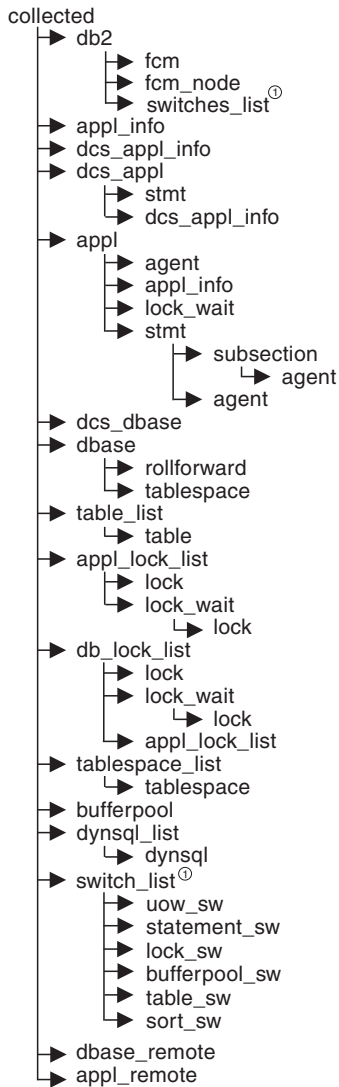 collected
db2
fcm
fcm_node
switches_list①
appl_info
dcs_appl_info
dcs_appl
stmt
dcs_appl_info
appl
agent
appl_info
lock_wait
stmt
subsection
agent
agent
dcs_dbase
dbase
rollforward
tablespace
table_list
table
appl_lock_list
lock
lock_wait
lock
db_lock_list
lock
lock_wait
lock
appl_lock_list
tablespace_list
tablespace
bufferpool
dynsql_list
dynsql
switch_list①
uow_sw
statement_sw
lock_sw
bufferpool_sw
table_sw
sort_sw
dbase_remote
appl_remote